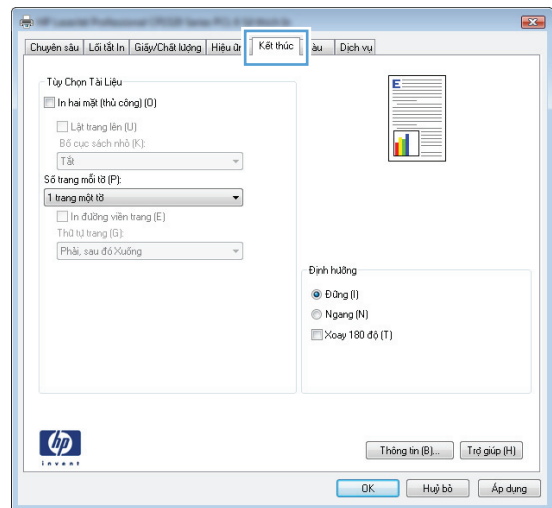 Chuyên sâu Lối tắt In Giấy/Chất lượng Hiệu ứ Kết thúc àu Dịch vụ
Tùy Chọn Tài Liệu
In hai mặt (thủ công) (O)
Lật trang lên (U)
Bố cục sách nhỏ (K):
Tắt
Số trang mỗi tờ (P):
1 trang một tờ
In đường viền trang (E)
Thứ tự trang (G):
Phải, sau đó Xuống
E
Định hướng
Đứng (I)
Ngang (N)
Xoay 180 độ (T)
hp
invent
Thông tin (B)... Trợ giúp (H)
OK Huỷ bỏ Áp dụng